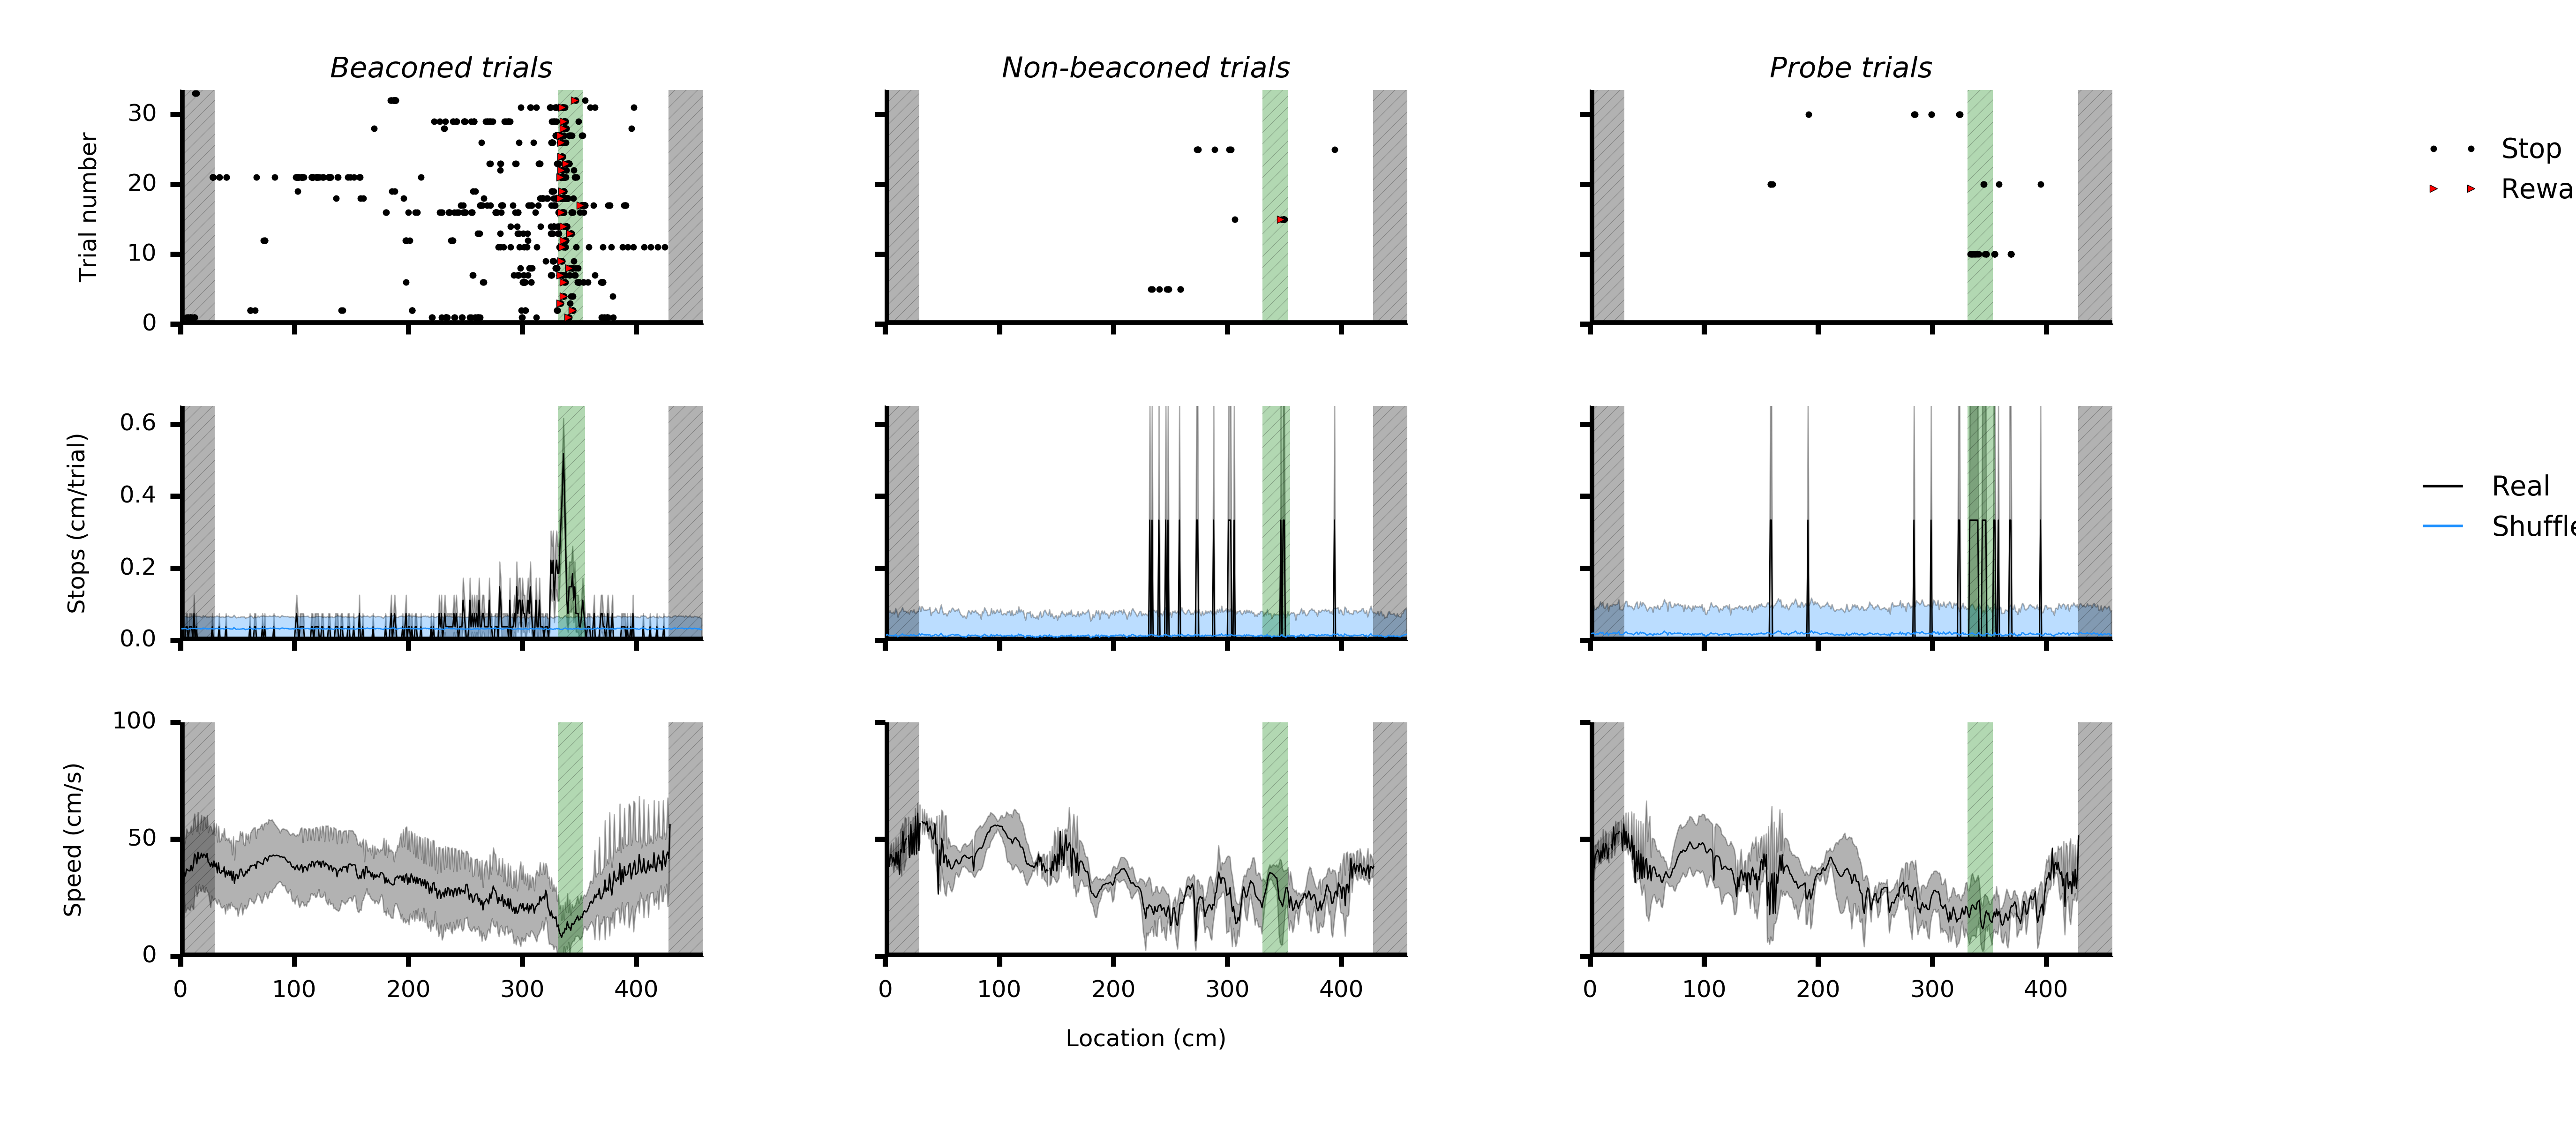 Beaconed trials
Non-beaconed trials
Probe trials
Trial number
30
20
10
0
Stop
Rewa
Stops (cm/trial)
0.6
0.4
0.2
0.0
Real
Shuffle
Speed (cm/s)
100
50
0
0 100 200 300 400
0 100 200 300 400
0 100 200 300 400
Location (cm)